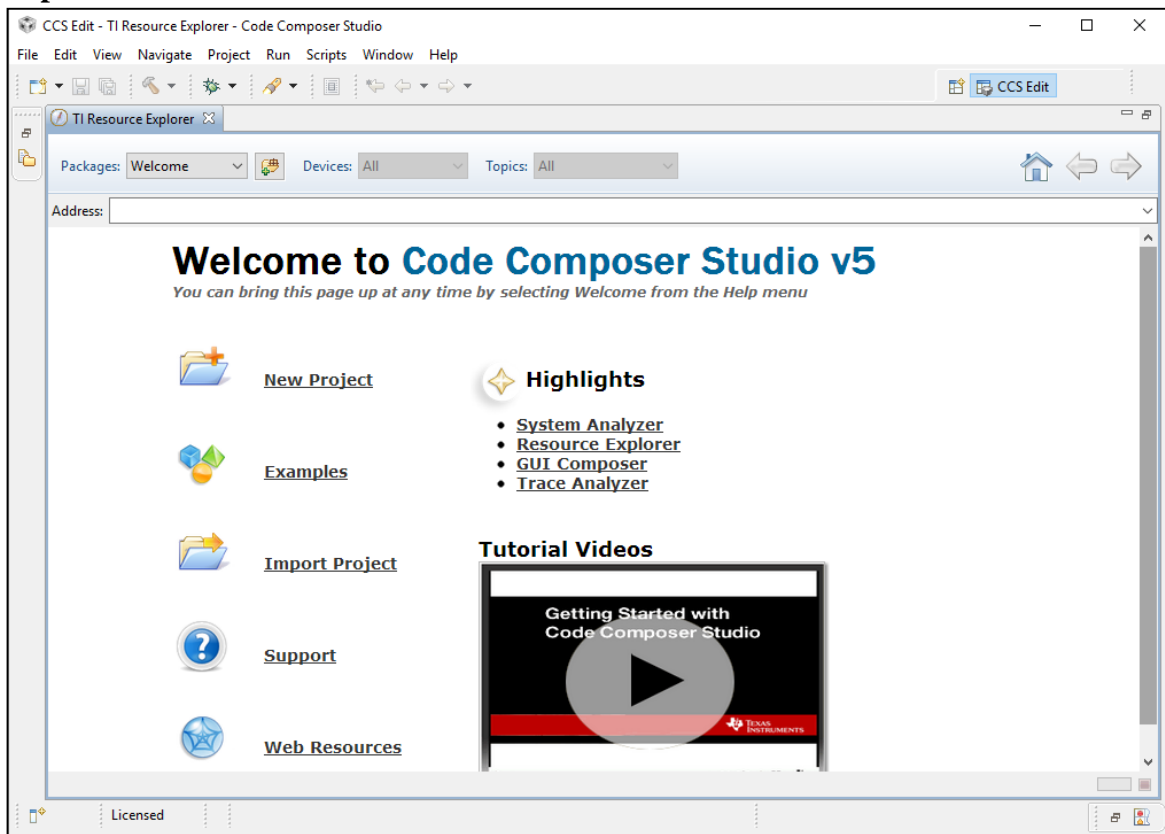 CCS Edit - TI Resource Explorer - Code Composer Studio
File Edit View Navigate Project Run Scripts Window Help
CCS Edit
TI Resource Explorer
Packages: Welcome Devices: All Topics: All
Address:
Welcome to Code Composer Studio v5
You can bring this page up at any time by selecting Welcome from the Help menu
New Project
Examples
Import Project
Support
Web Resources
Highlights
System Analyzer
Resource Explorer
GUI Composer
Trace Analyzer
Tutorial Videos
Getting Started with
Code Composer Studio
TEXAS
INSTRUMENTS
Licensed